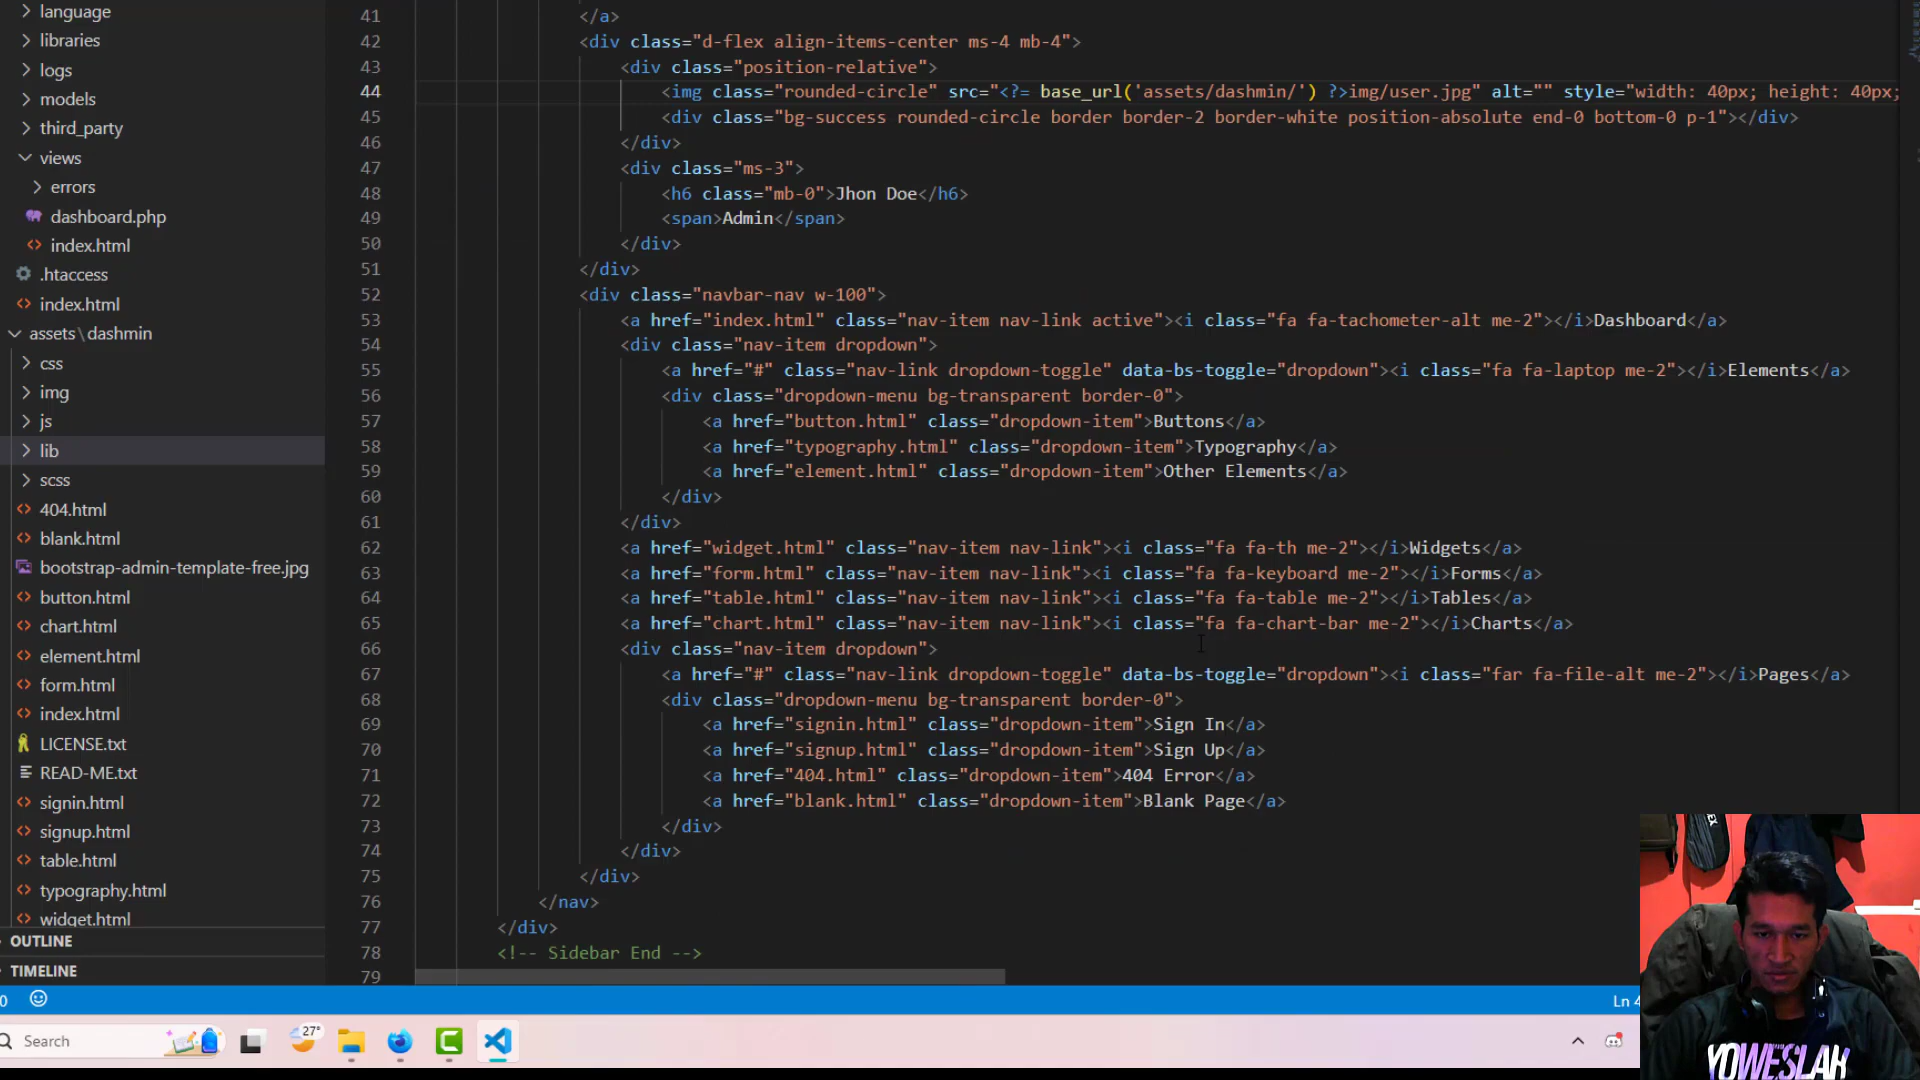 language
libraries
logs
models
third_party
views
errors
dashboard.php
index.html
.htaccess
index.html
assets\dashmin
css
img
js
lib
scss
404.html
blank.html
bootstrap-admin-template-free.jpg
button.html
chart.html
element.html
form.html
index.html
LICENSE.txt
READ-ME.txt
signin.html
signup.html
table.html
typography.html
widget.html
OUTLINE
TIMELINE
41 </a>
42 <div class="d-flex align-items-center ms-4 mb-4">
43 <div class="position-relative">
44 <img class="rounded-circle" src="<?= base_url('assets/dashmin/') ?>img/user.jpg" alt="" style="width: 40px; height: 40px;
45 <div class="bg-success rounded-circle border border-2 border-white position-absolute end-0 bottom-0 p-1"></div>
46 </div>
47 <div class="ms-3">
48 <h6 class="mb-0">Jhon Doe</h6>
49 <span>Admin</span>
50 </div>
51 </div>
52 <div class="navbar-nav w-100">
53 <a href="index.html" class="nav-item nav-link active"><i class="fa fa-tachometer-alt me-2"></i>Dashboard</a>
54 <div class="nav-item dropdown">
55 <a href="#" class="nav-link dropdown-toggle" data-bs-toggle="dropdown"><i class="fa fa-laptop me-2"></i>Elements</a>
56 <div class="dropdown-menu bg-transparent border-0">
57 <a href="button.html" class="dropdown-item">Buttons</a>
58 <a href="typography.html" class="dropdown-item">Typography</a>
59 <a href="element.html" class="dropdown-item">Other Elements</a>
60 </div>
61 </div>
62 <a href="widget.html" class="nav-item nav-link"><i class="fa fa-th me-2"></i>Widgets</a>
63 <a href="form.html" class="nav-item nav-link"><i class="fa fa-keyboard me-2"></i>Forms</a>
64 <a href="table.html" class="nav-item nav-link"><i class="fa fa-table me-2"></i>Tables</a>
65 <a href="chart.html" class="nav-item nav-link"><i class="fa fa-chart-bar me-2"></i>Charts</a>
66 <div class="nav-item dropdown">
67 <a href="#" class="nav-link dropdown-toggle" data-bs-toggle="dropdown"><i class="far fa-file-alt me-2"></i>Pages</a>
68 <div class="dropdown-menu bg-transparent border-0">
69 <a href="signin.html" class="dropdown-item">Sign In</a>
70 <a href="signup.html" class="dropdown-item">Sign Up</a>
71 <a href="404.html" class="dropdown-item">404 Error</a>
72 <a href="blank.html" class="dropdown-item">Blank Page</a>
73 </div>
74 </div>
75 </div>
76 </nav>
77 </div>
78 <!-- Sidebar End -->
79
0
Ln 4
Search
27°
YOWESLAH